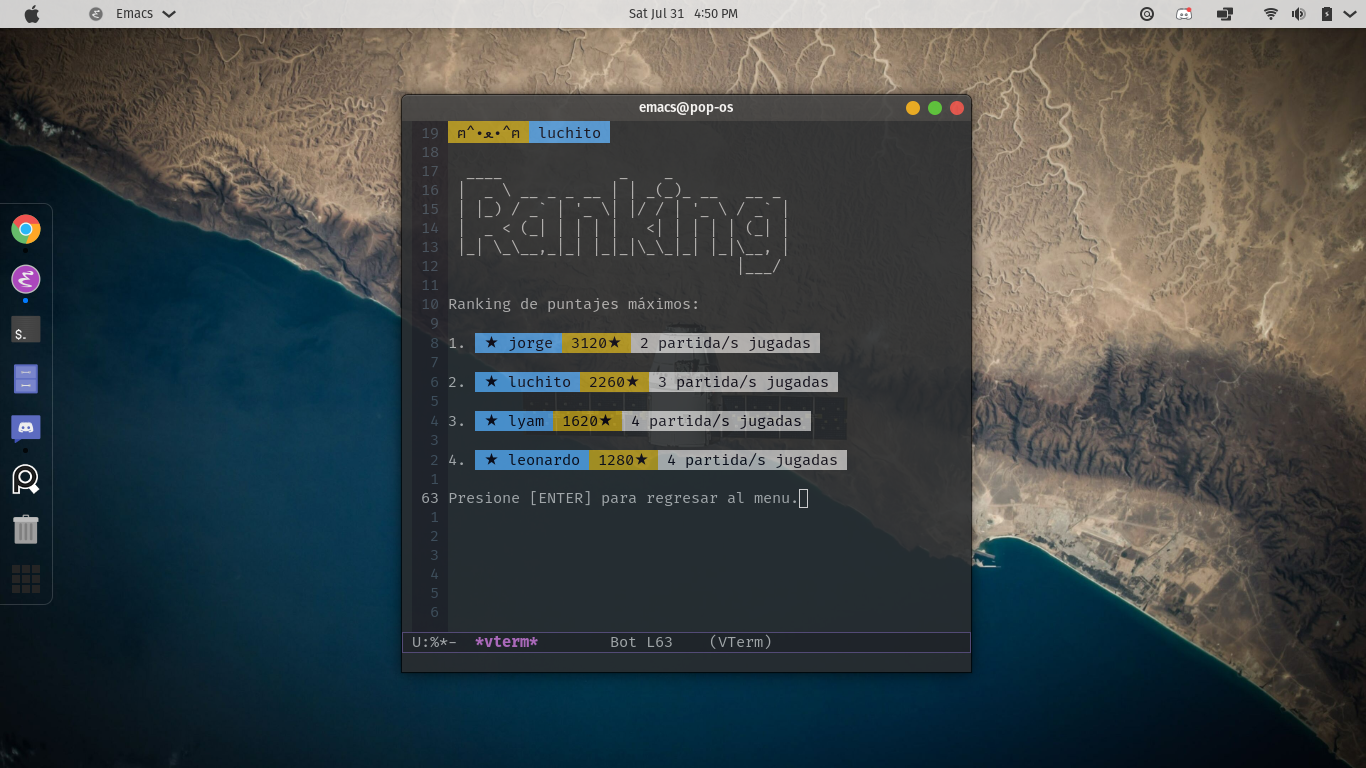 Emacs
Sat Jul 31 4:50 PM
emacs@pop-os
19 ฅ^•ﻌ•^ฅ luchito
18
17
16
15
14
13
12
Ranking
11
10 Ranking de puntajes máximos:
9
8 1. ★ jorge 3120★ 2 partida/s jugadas
7
6 2. ★ luchito 2260★ 3 partida/s jugadas
5
4 3. ★ lyam 1620★ 4 partida/s jugadas
3
2 4. ★ leonardo 1280★ 4 partida/s jugadas
1
63 Presione [ENTER] para regresar al menu.
1
2
3
4
5
6
U:%*- *vterm* Bot L63 (VTerm)
$.